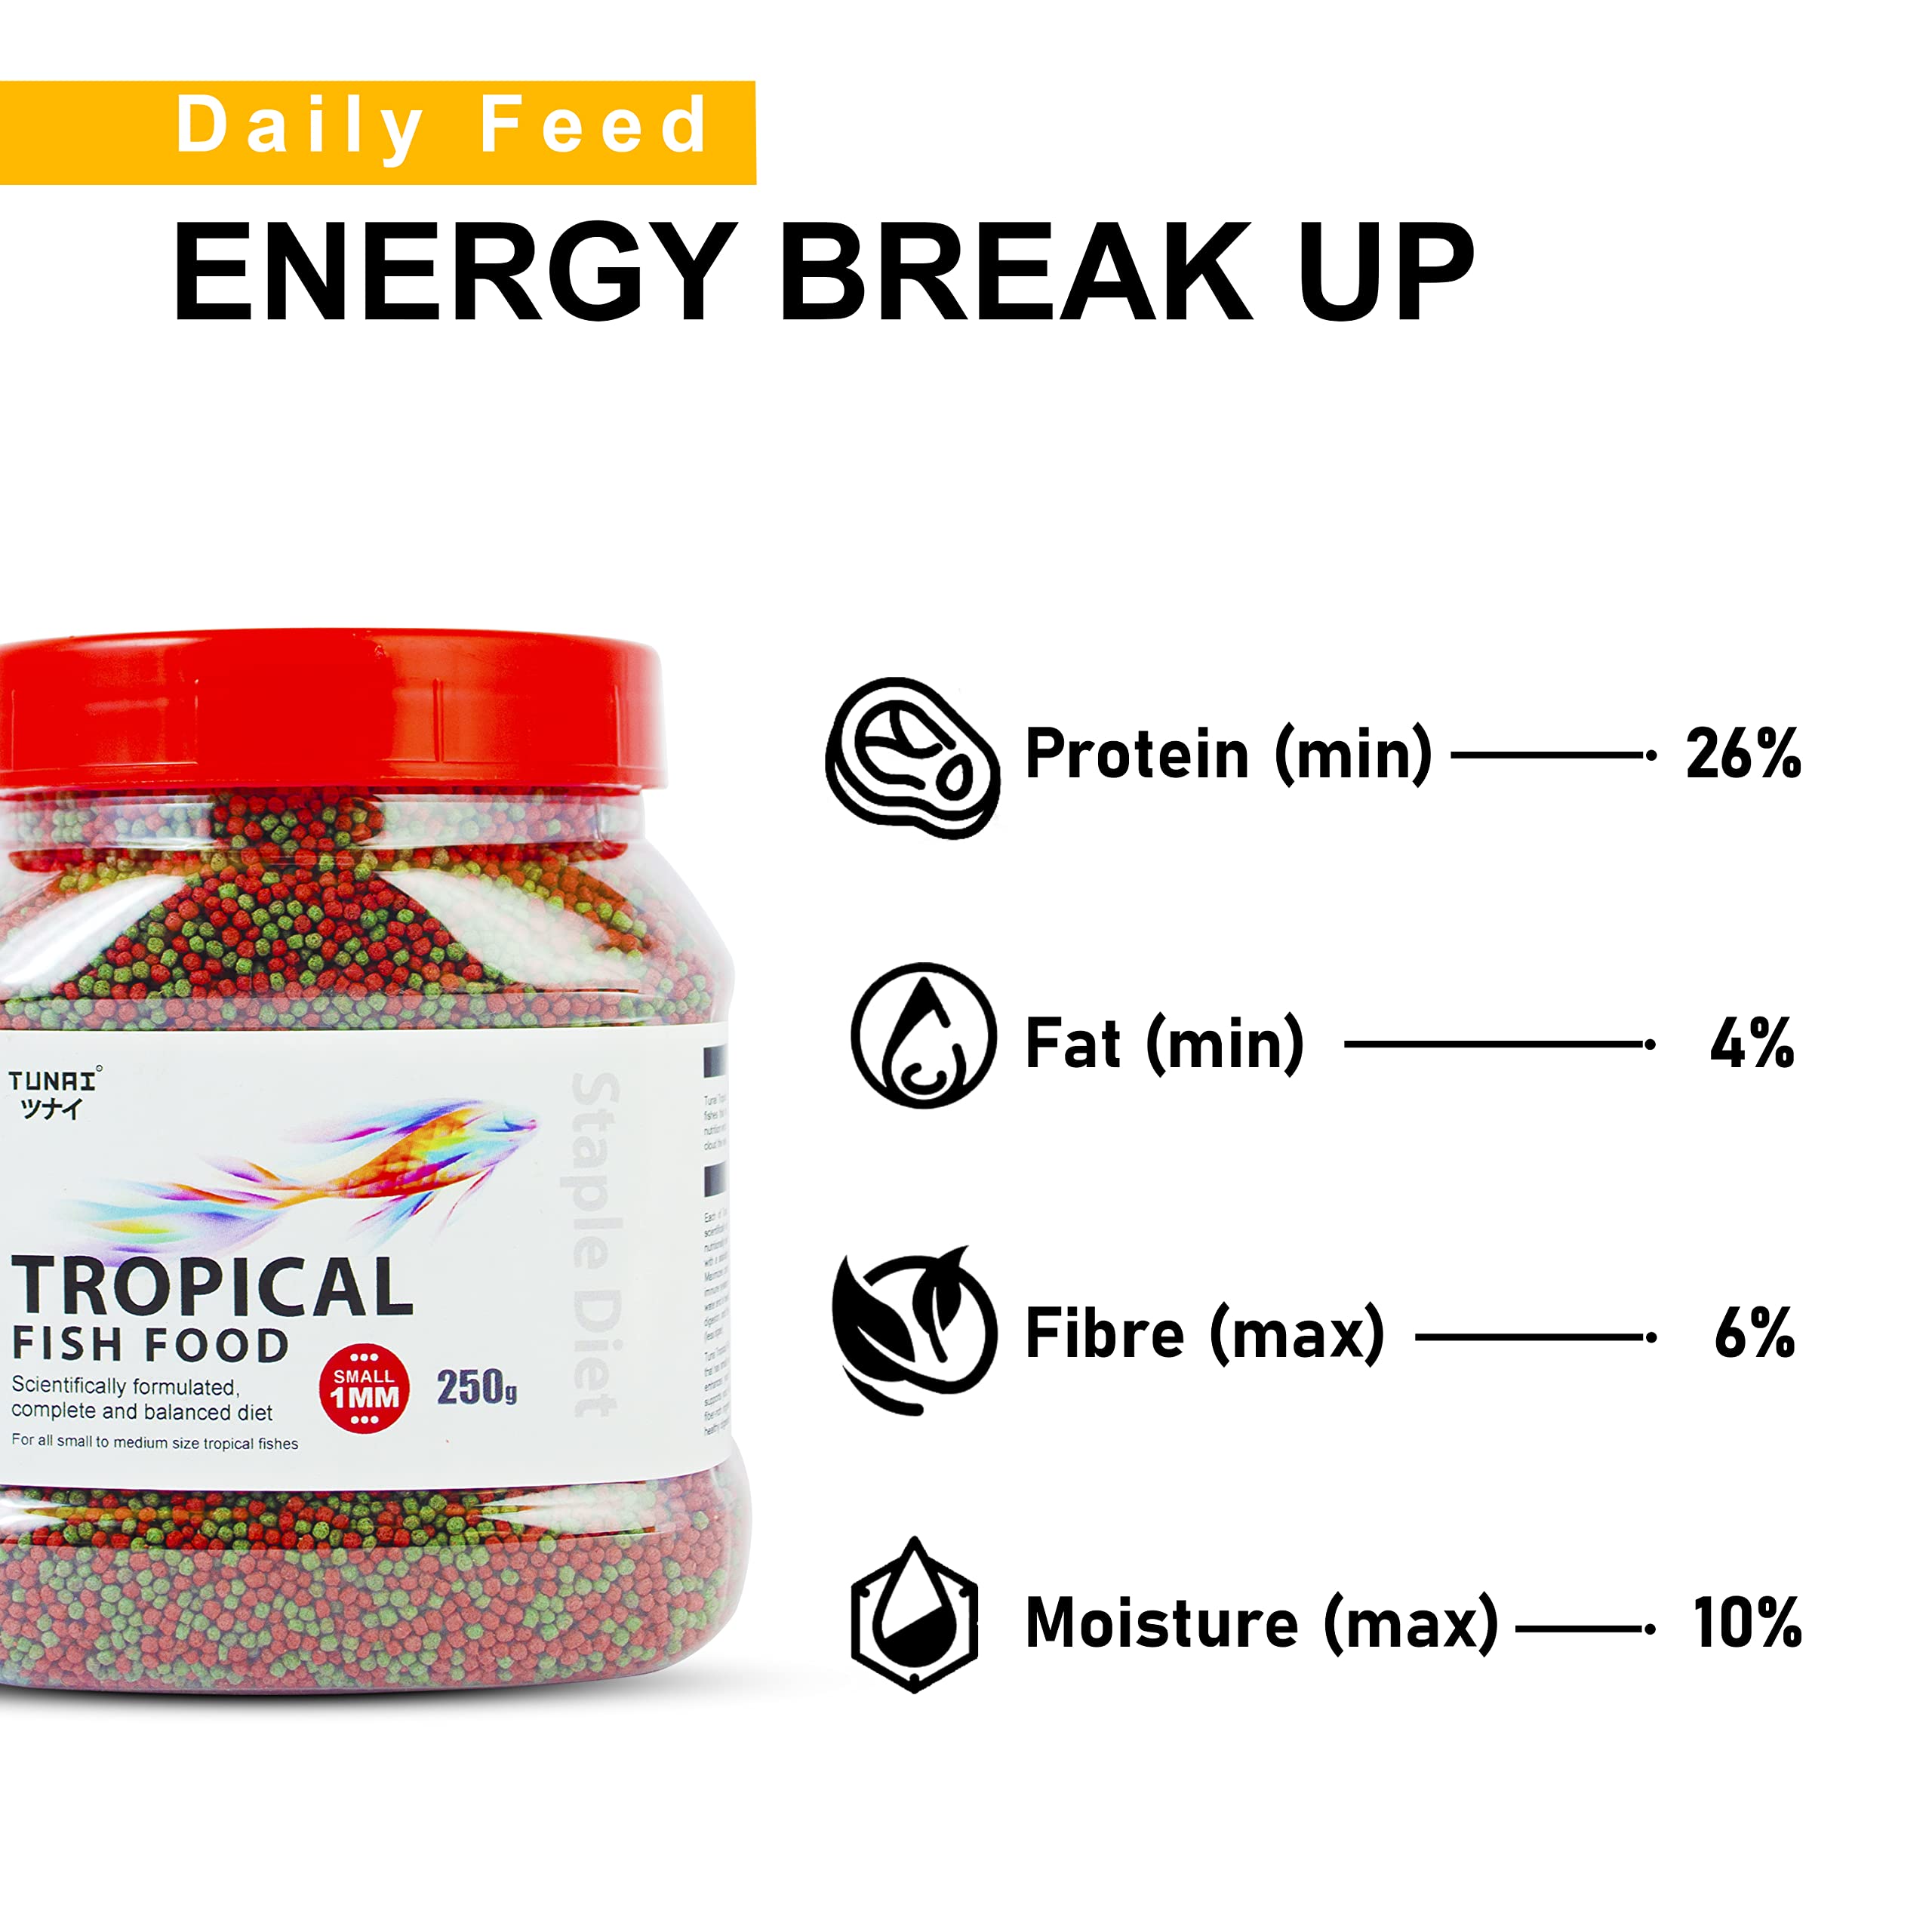 Daily Feed
ENERGY BREAK UP
Protein (min) 26%
Fat (min) 4%
Fibre (max) 6%
Moisture (max) 10%
TUNAI
ツナイ
Staple Diet
TROPICAL
FISH FOOD
SMALL
1MM
250g
Scientifically formulated,
complete and balanced diet
For all small to medium size tropical fishes